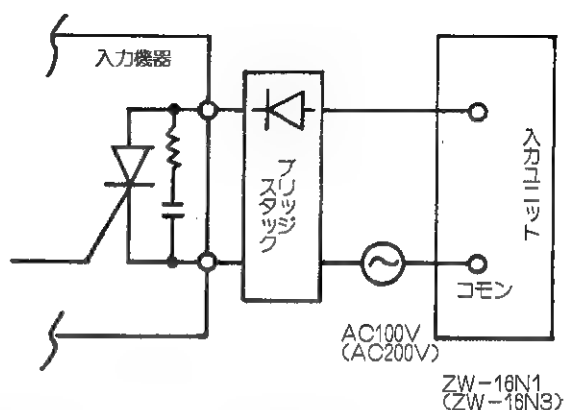 入力機器
ブリッジ
スタック
入力ユニット
コモン
AC100V
(AC200V)
ZW-16N1
(ZW-16N3)